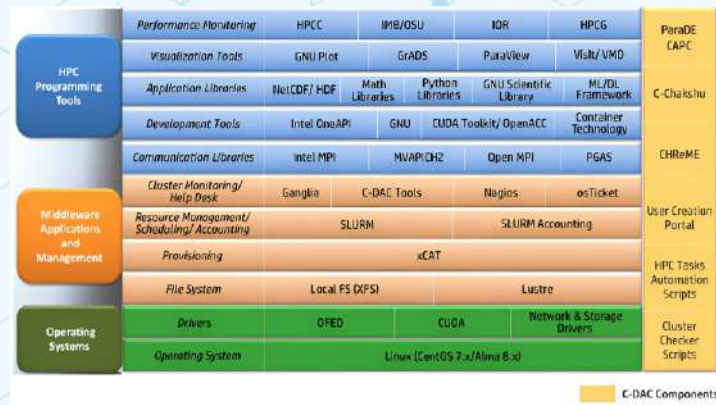 Performance Monitoring HPCC IMB/OSU IOR HPCG
Visualization Tools GNU Plot GrADS ParaView VisIt/ VMD
HPC
Programming
Tools
Application Libraries NetCDF/ HDF Math
Libraries Python
Libraries GNU Scientific
Library ML/DL
Framework
Development Tools Intel OneAPI GNU CUDA Toolkit/ OpenACC Container
Technology
Communication Libraries Intel MPI MVAPICH2 Open MPI PGAS
Middleware
Applications
and
Management
Cluster Monitoring/
Help Desk Ganglia C-DAC Tools Nagios osTicket
Resource Management/
Scheduling/ Accounting SLURM SLURM Accounting
Provisioning xCAT
File System Local FS (XFS) Lustre
Operating
Systems
Drivers OFED CUDA Network & Storage
Drivers
Operating System Linux (CentOS 7.x/Alma 8.x)
ParaDE
CAPC
C-Chakshu
CHReME
User Creation
Portal
HPC Tasks
Automation
Scripts
Cluster
Checker
Scripts
C-DAC Components